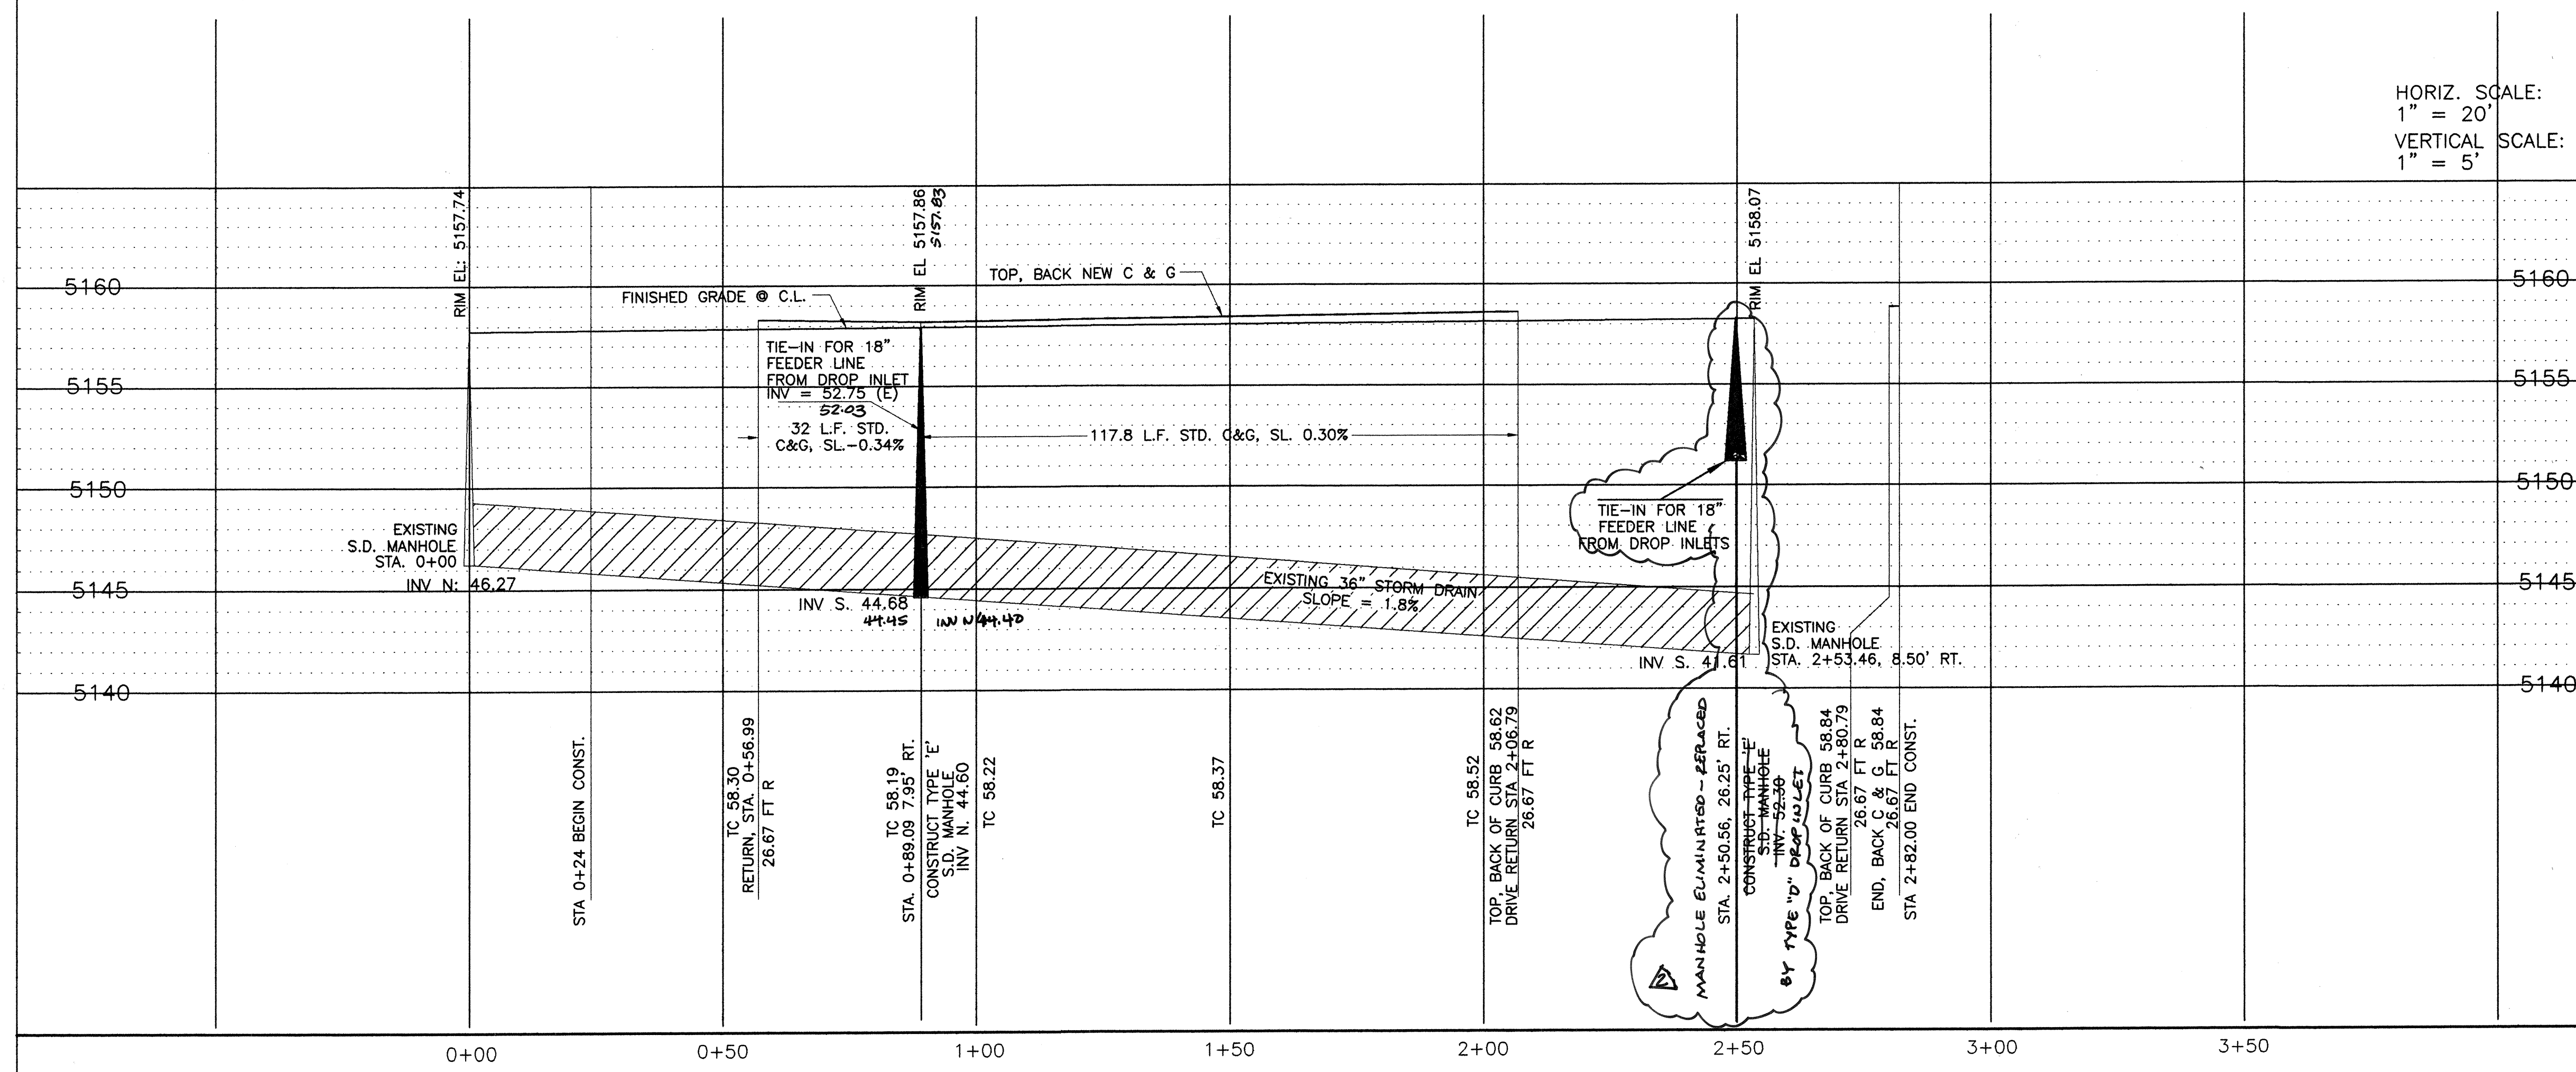 HORIZ. SCALE:
1" = 20'
VERTICAL SCALE:
1" = 5'
RIM EL: 5157.74
RIM EL 5157.86
5157.83
RIM EL 5158.07
5160
5160
TOP, BACK NEW C & G
FINISHED GRADE @ C.L.
TIE-IN FOR 18"
FEEDER LINE
FROM DROP INLET
INV = 52.75 (E)
52.03
5155
5155
32 L.F. STD.
C&G, SL.-0.34%
117.8 L.F. STD. C&G, SL. 0.30%
5150
5150
TIE-IN FOR 18"
FEEDER LINE
FROM DROP INLETS
EXISTING
S.D. MANHOLE
STA. 0+00
INV N: 46.27
5145
5145
INV S. 44.68
44.45
INV N 44.40
EXISTING 36" STORM DRAIN
SLOPE = 1.8%
EXISTING
S.D. MANHOLE
STA. 2+53.46, 8.50' RT.
INV S. 41.61
5140
5140
STA 0+24 BEGIN CONST.
TC 58.30
RETURN, STA. 0+56.99
26.67 FT R
TC 58.19
STA. 0+89.09 7.95' RT.
CONSTRUCT TYPE 'E'
S.D. MANHOLE
INV N. 44.60
TC 58.22
TC 58.37
TC 58.52
TOP, BACK OF CURB 58.62
DRIVE RETURN STA 2+06.79
26.67 FT R
2
MANHOLE ELIMINATED - REPLACED
STA. 2+50.56, 26.25' RT.
CONSTRUCT TYPE 'E'
S.D. MANHOLE
INV. 52.30
BY TYPE "D" DROP INLET
TOP, BACK OF CURB 58.84
DRIVE RETURN STA 2+80.79
26.67 FT R
END, BACK C & G 58.84
26.67 FT R
STA 2+82.00 END CONST.
0+00
0+50
1+00
1+50
2+00
2+50
3+00
3+50